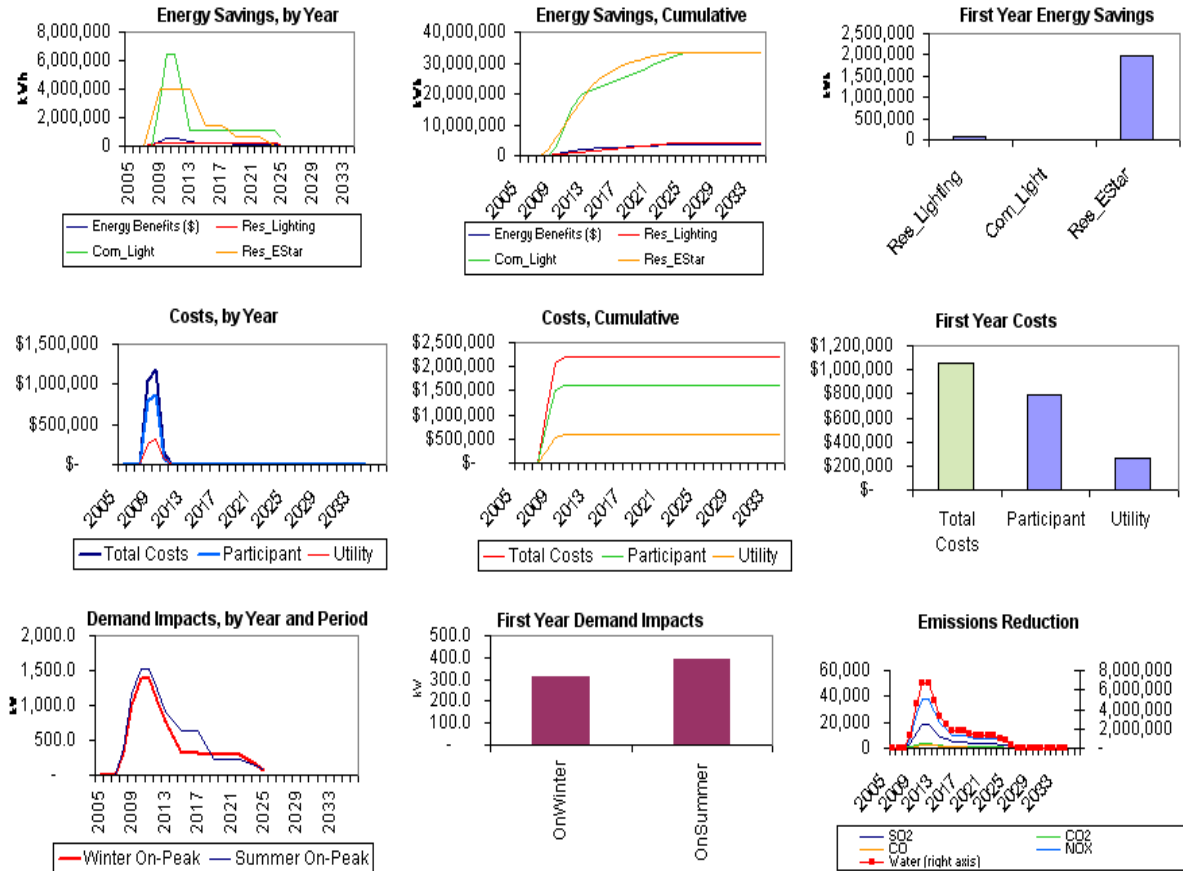 Energy Savings, by Year
8,000,000
6,000,000
4,000,000
2,000,000
0
kWh
2005
2009
2013
2017
2021
2025
2029
2033
Energy Benefits ($)
Res_Lighting
Com_Light
Res_EStar
Energy Savings, Cumulative
40,000,000
30,000,000
20,000,000
10,000,000
0
kWh
2005
2009
2013
2017
2021
2025
2029
2033
Energy Benefits ($)
Res_Lighting
Com_Light
Res_EStar
First Year Energy Savings
2,500,000
2,000,000
1,500,000
1,000,000
500,000
0
kWh
Res_Lighting
Com_Light
Res_EStar
Costs, by Year
$1,500,000
$1,000,000
$500,000
$-
2005
2009
2013
2017
2021
2025
2029
2033
Total Costs
Participant
Utility
Costs, Cumulative
$2,500,000
$2,000,000
$1,500,000
$1,000,000
$500,000
$-
2005
2009
2013
2017
2021
2025
2029
2033
Total Costs
Participant
Utility
First Year Costs
$1,200,000
$1,000,000
$800,000
$600,000
$400,000
$200,000
$-
Total
Costs
Participant
Utility
Demand Impacts, by Year and Period
2,000.0
1,500.0
1,000.0
500.0
-
kW
2005
2009
2013
2017
2021
2025
2029
2033
Winter On-Peak
Summer On-Peak
First Year Demand Impacts
500.0
400.0
300.0
200.0
100.0
-
kW
OnWinter
OnSummer
Emissions Reduction
60,000
40,000
20,000
0
8,000,000
6,000,000
4,000,000
2,000,000
-
2005
2009
2013
2017
2021
2025
2029
2033
SO2
CO2
CO
NOX
Water (right axis)